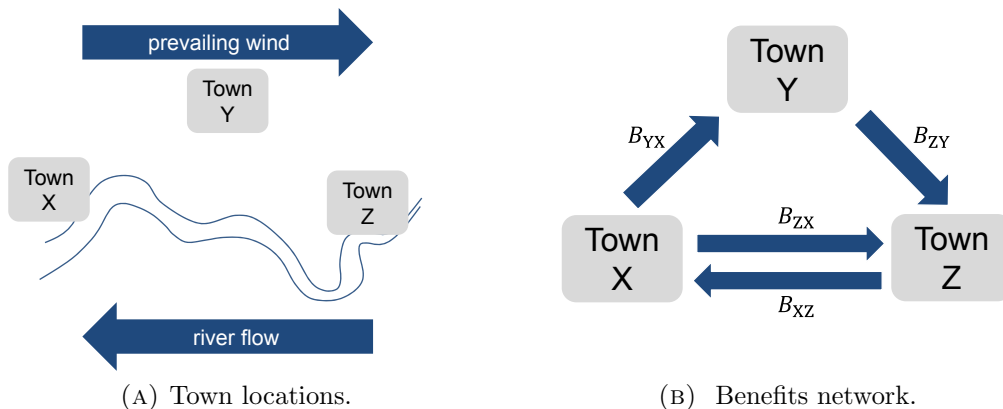 prevailing wind
Town
Y
Town
X
Town
Z
river flow
(A) Town locations.
Town
Y
B_YX
B_ZY
Town
X
B_ZX
B_XZ
Town
Z
(B) Benefits network.